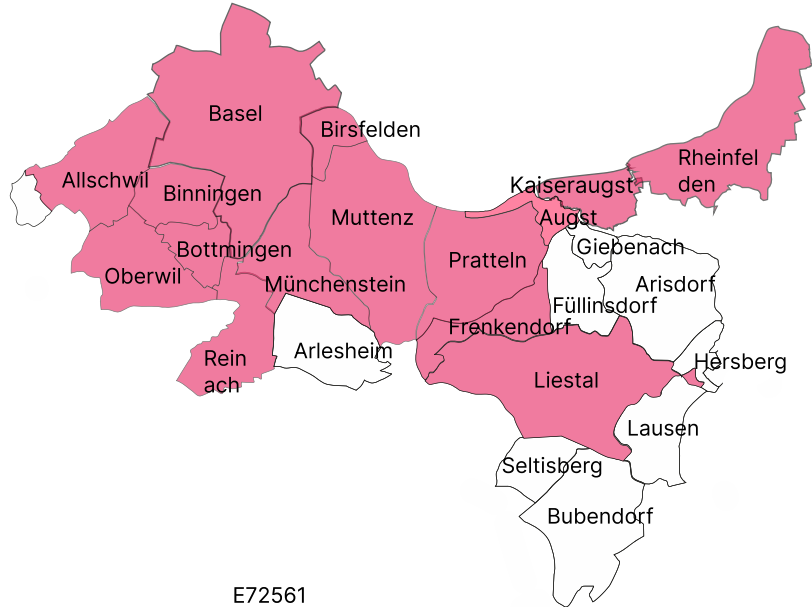 Basel
Birsfelden
Rheinfel
den
Allschwil
Binningen
Kaiseraugst
Muttenz
Augst
Bottmingen
Giebenach
Oberwil
Pratteln
Münchenstein
Arisdorf
Füllinsdorf
Frenkendorf
Arlesheim
Rein
ach
Hersberg
Liestal
Lausen
Seltisberg
Bubendorf
E72561